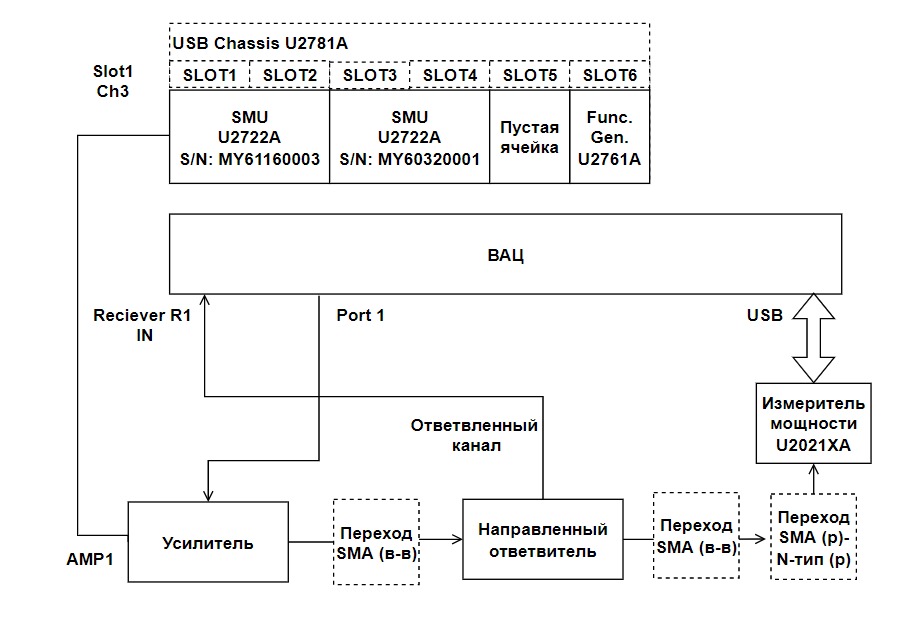 USB Chassis U2781A
Slot1
Ch3
SLOT1
SLOT2
SLOT3
SLOT4
SLOT5
SLOT6
SMU
U2722A
S/N: MY61160003
SMU
U2722A
S/N: MY60320001
Пустая
ячейка
Func.
Gen.
U2761A
ВАЦ
Reciever R1
IN
Port 1
USB
Ответвленный
канал
Измеритель
мощности
U2021XA
AMP1
Усилитель
Переход
SMA (в-в)
Направленный
ответвитель
Переход
SMA (в-в)
Переход
SMA (р)-
N-тип (р)